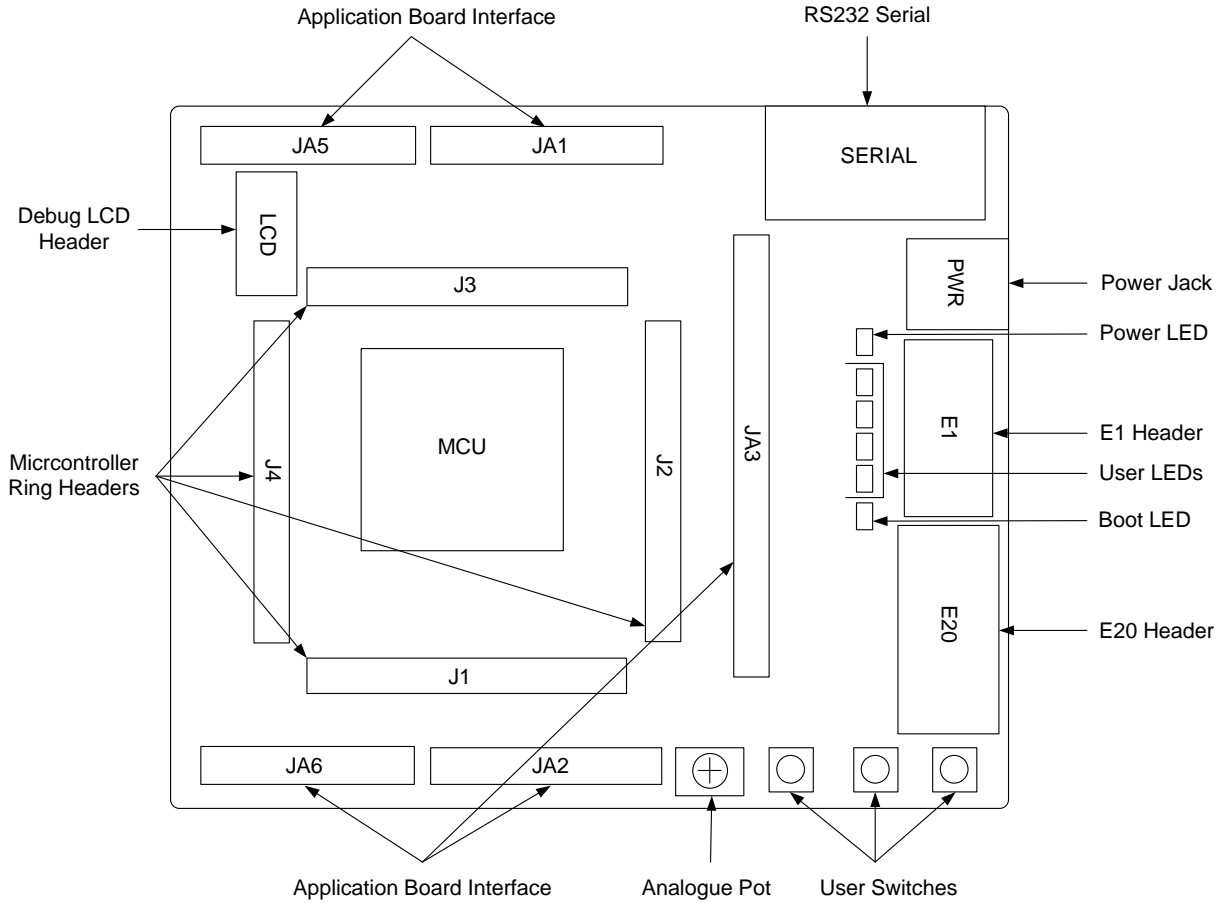 Application Board Interface
RS232 Serial
JA5
JA1
SERIAL
Debug LCD
Header
LCD
J3
PWR
Power Jack
Power LED
MCU
J4
J2
JA3
E1
E1 Header
Micrcontroller
Ring Headers
User LEDs
Boot LED
E20
E20 Header
J1
JA6
JA2
Application Board Interface
Analogue Pot
User Switches